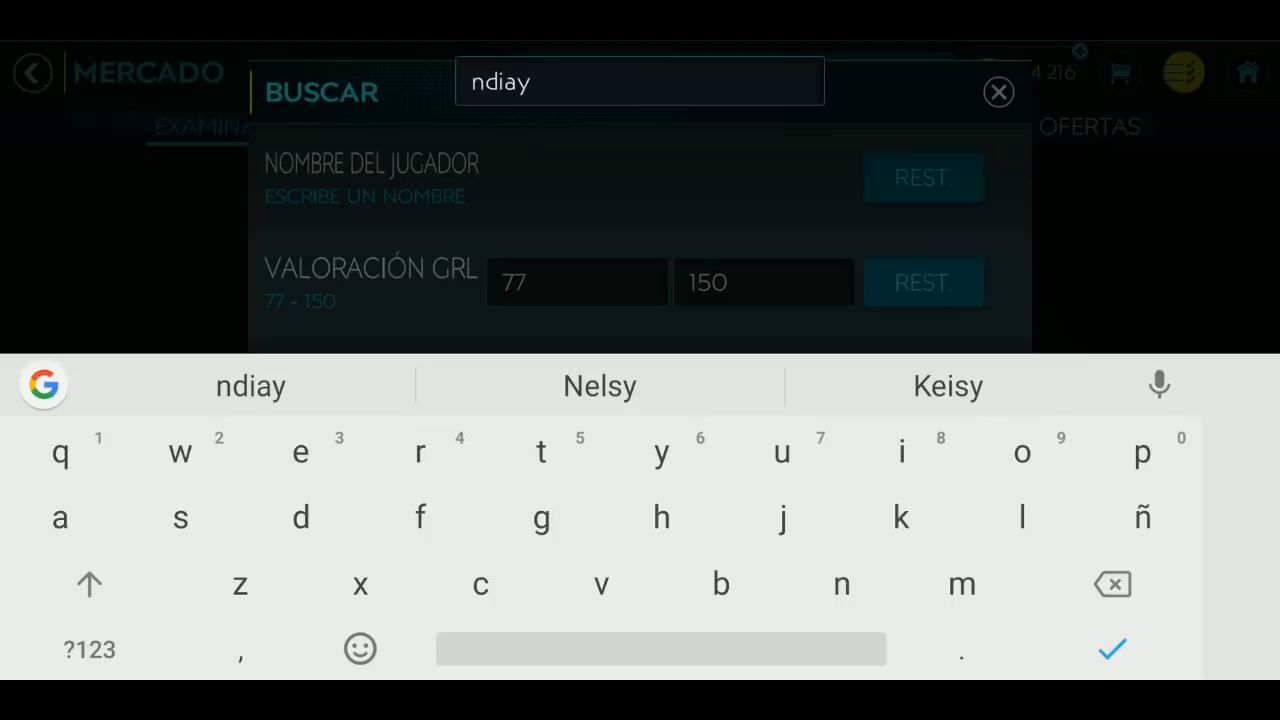 MERCADO
BUSCAR
ndiay
4 216
EXAMINA
OFERTAS
NOMBRE DEL JUGADOR
ESCRIBE UN NOMBRE
REST.
VALORACIÓN GRL
77 - 150
77
150
REST.
G
ndiay
Nelsy
Keisy
q 1 w 2 e 3 r 4 t 5 y 6 u 7 i 8 o 9 p 0
a s d f g h j k l ñ
z x c v b n m
?123 , .